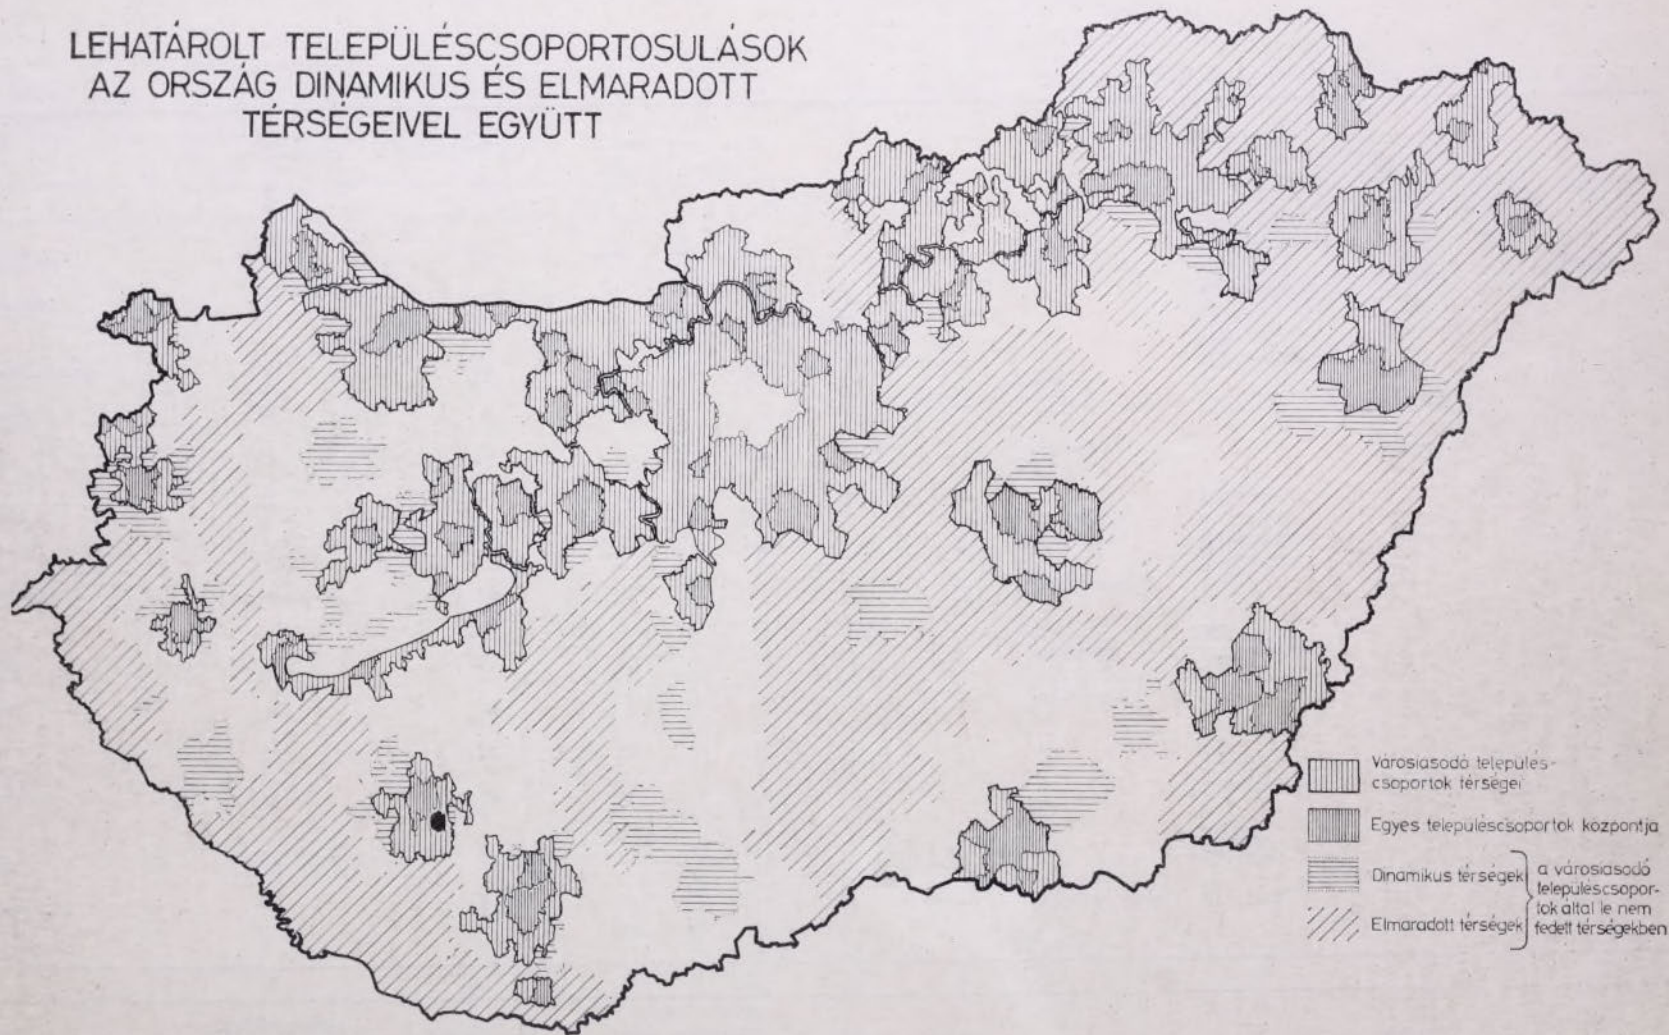 LEHATÁROLT TELEPÜLÉSCSOPORTOSULÁSOK
AZ ORSZÁG DINAMIKUS ÉS ELMARADOTT
TÉRSÉGEIVEL EGYÜTT
Városiasodó település-
csoportok térségei
Egyes településcsoportok központja
Dinamikus térségek
Elmaradott térségek
a városiasodó
településcsopor-
tok által le nem
fedett térségekben